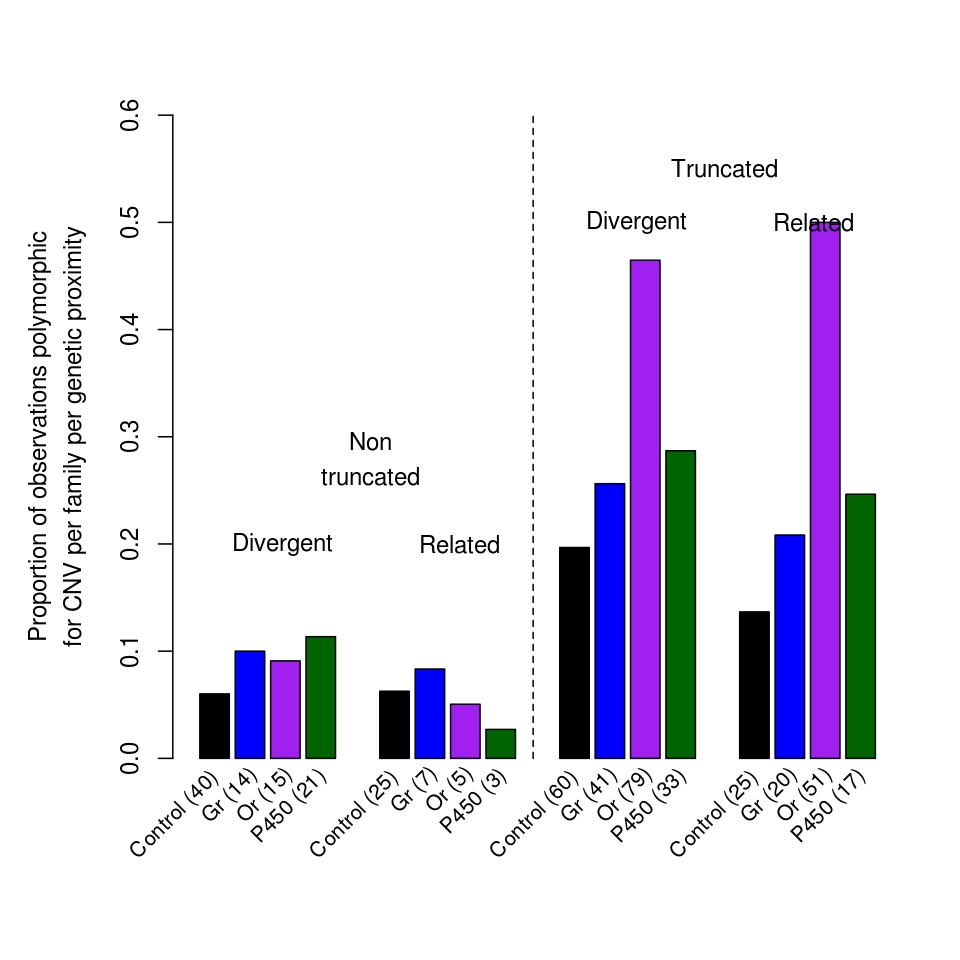 Proportion of observations polymorphic
for CNV per family per genetic proximity
0.6
0.5
0.4
0.3
0.2
0.1
0.0
Non
truncated
Divergent
Related
Truncated
Divergent
Related
Control (40)
Gr (14)
Or (15)
P450 (21)
Control (25)
Gr (7)
Or (5)
P450 (3)
Control (60)
Gr (41)
Or (79)
P450 (33)
Control (25)
Gr (20)
Or (51)
P450 (17)